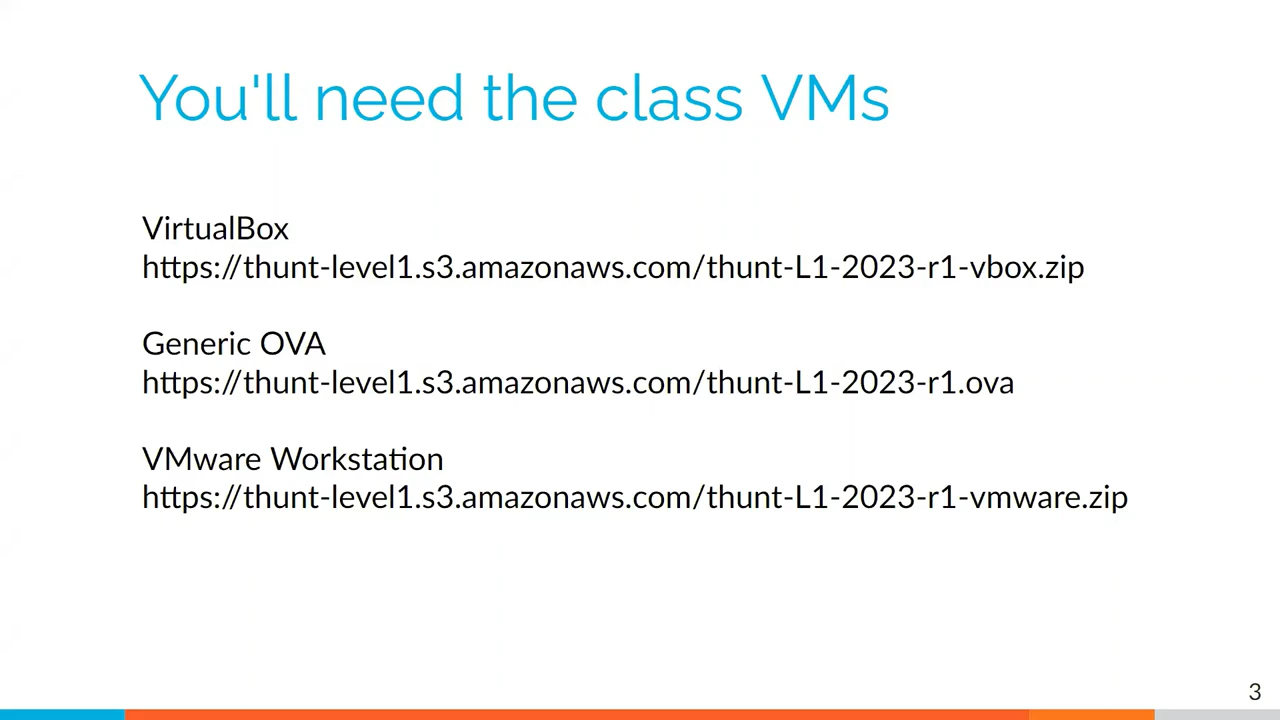 You'll need the class VMs
VirtualBox
https://thunt-level1.s3.amazonaws.com/thunt-L1-2023-r1-vbox.zip
Generic OVA
https://thunt-level1.s3.amazonaws.com/thunt-L1-2023-r1.ova
VMware Workstation
https://thunt-level1.s3.amazonaws.com/thunt-L1-2023-r1-vmware.zip
3